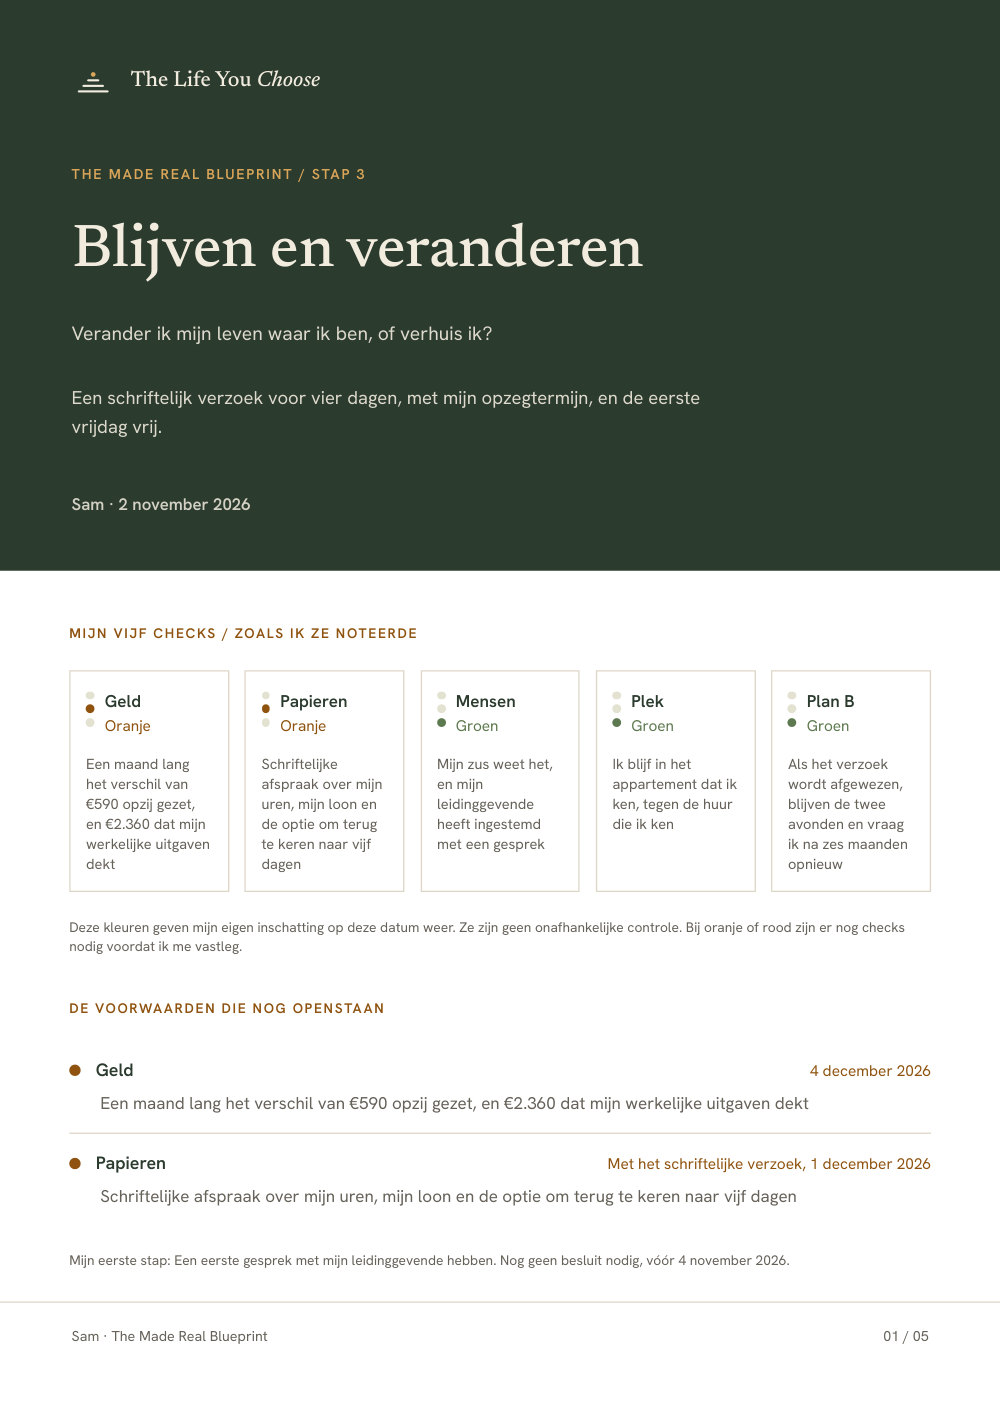 The Life You Choose
THE MADE REAL BLUEPRINT / STAP 3
Blijven en veranderen
Verander ik mijn leven waar ik ben, of verhuis ik?
Een schriftelijk verzoek voor vier dagen, met mijn opzegtermijn, en de eerste
vrijdag vrij.
Sam · 2 november 2026
MIJN VIJF CHECKS / ZOALS IK ZE NOTEERDE
Geld
Oranje
Een maand lang
het verschil van
€590 opzij gezet,
en €2.360 dat mijn
werkelijke uitgaven
dekt
Papieren
Oranje
Schriftelijke
afspraak over mijn
uren, mijn loon en
de optie om terug
te keren naar vijf
dagen
Mensen
Groen
Mijn zus weet het,
en mijn
leidinggevende
heeft ingestemd
met een gesprek
Plek
Groen
Ik blijf in het
appartement dat ik
ken, tegen de huur
die ik ken
Plan B
Groen
Als het verzoek
wordt afgewezen,
blijven de twee
avonden en vraag
ik na zes maanden
opnieuw
Deze kleuren geven mijn eigen inschatting op deze datum weer. Ze zijn geen onafhankelijke controle. Bij oranje of rood zijn er nog checks
nodig voordat ik me vastleg.
DE VOORWAARDEN DIE NOG OPENSTAAN
Geld 4 december 2026
Een maand lang het verschil van €590 opzij gezet, en €2.360 dat mijn werkelijke uitgaven dekt
Papieren Met het schriftelijke verzoek, 1 december 2026
Schriftelijke afspraak over mijn uren, mijn loon en de optie om terug te keren naar vijf dagen
Mijn eerste stap: Een eerste gesprek met mijn leidinggevende hebben. Nog geen besluit nodig, vóór 4 november 2026.
Sam · The Made Real Blueprint 01 / 05